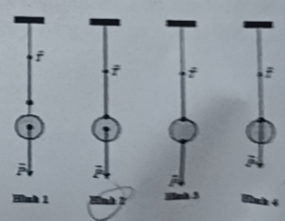 T⃗ T⃗ T⃗ T⃗
P⃗ P⃗ P⃗ P⃗
Hình 1 Hình 2 Hình 3 Hình 4